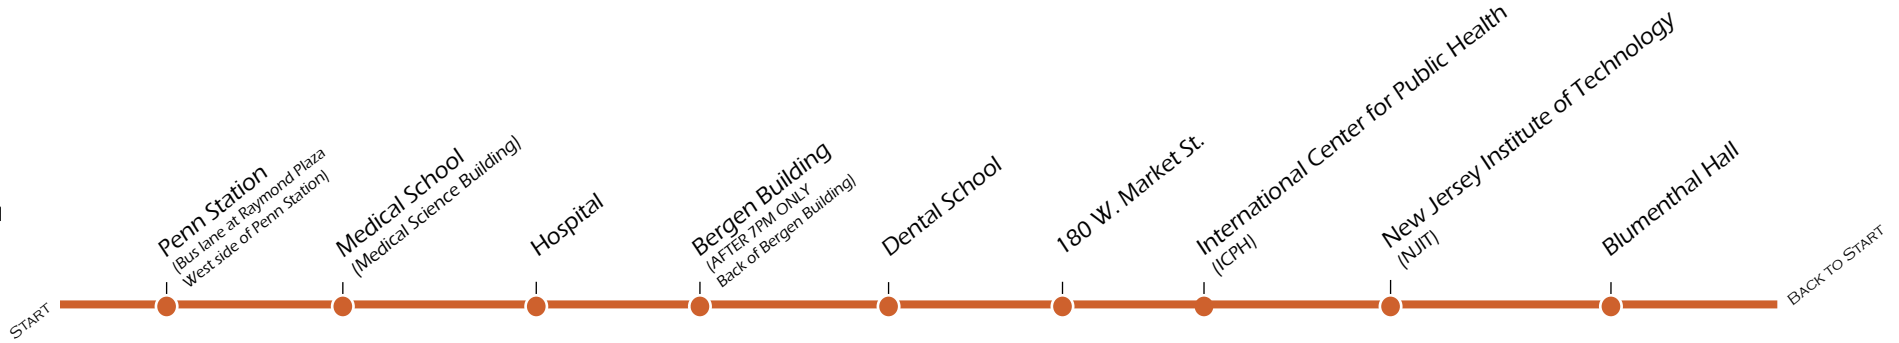 START
Penn Station
(Bus lane at Raymond Plaza
West side of Penn Station)
Medical School
(Medical Science Building)
Hospital
Bergen Building
(AFTER 7PM ONLY
Back of Bergen Building)
Dental School
180 W. Market St.
International Center for Public Health
(ICPH)
New Jersey Institute of Technology
(NJIT)
Blumenthal Hall
BACK TO START